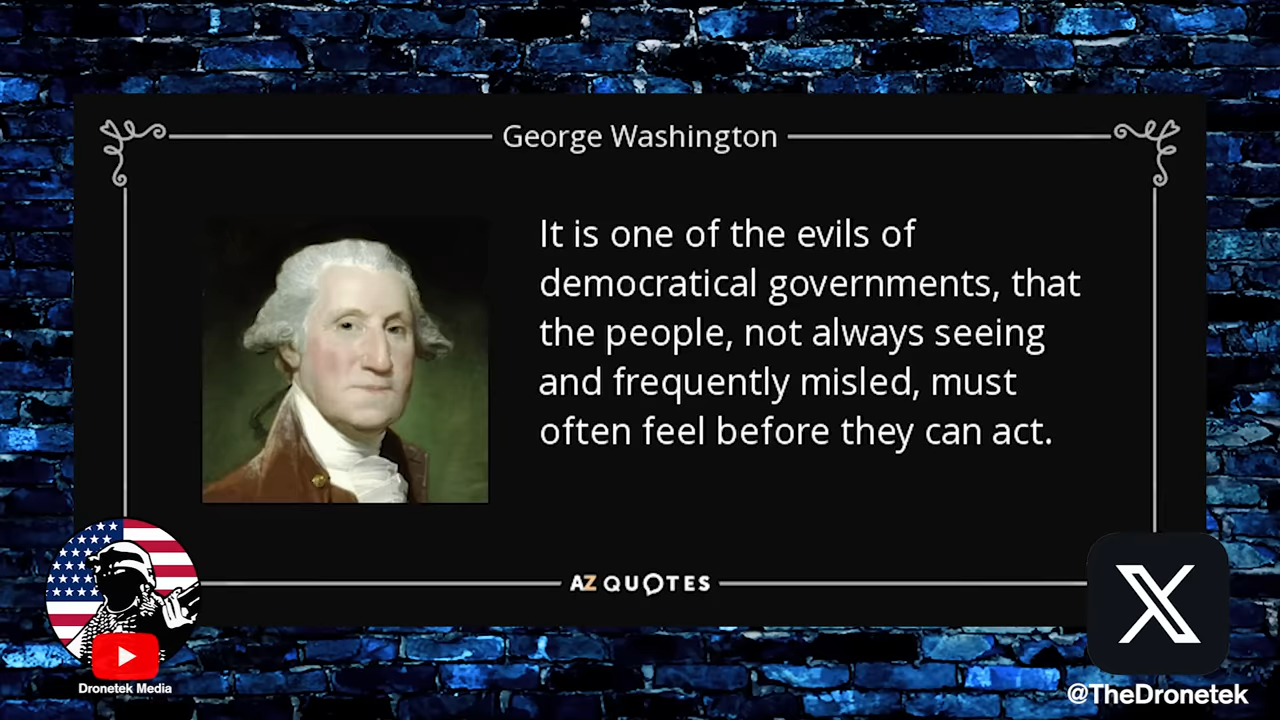 George Washington
It is one of the evils of
democratical governments, that
the people, not always seeing
and frequently misled, must
often feel before they can act.
AZ QUOTES
Dronetek Media
@TheDronetek